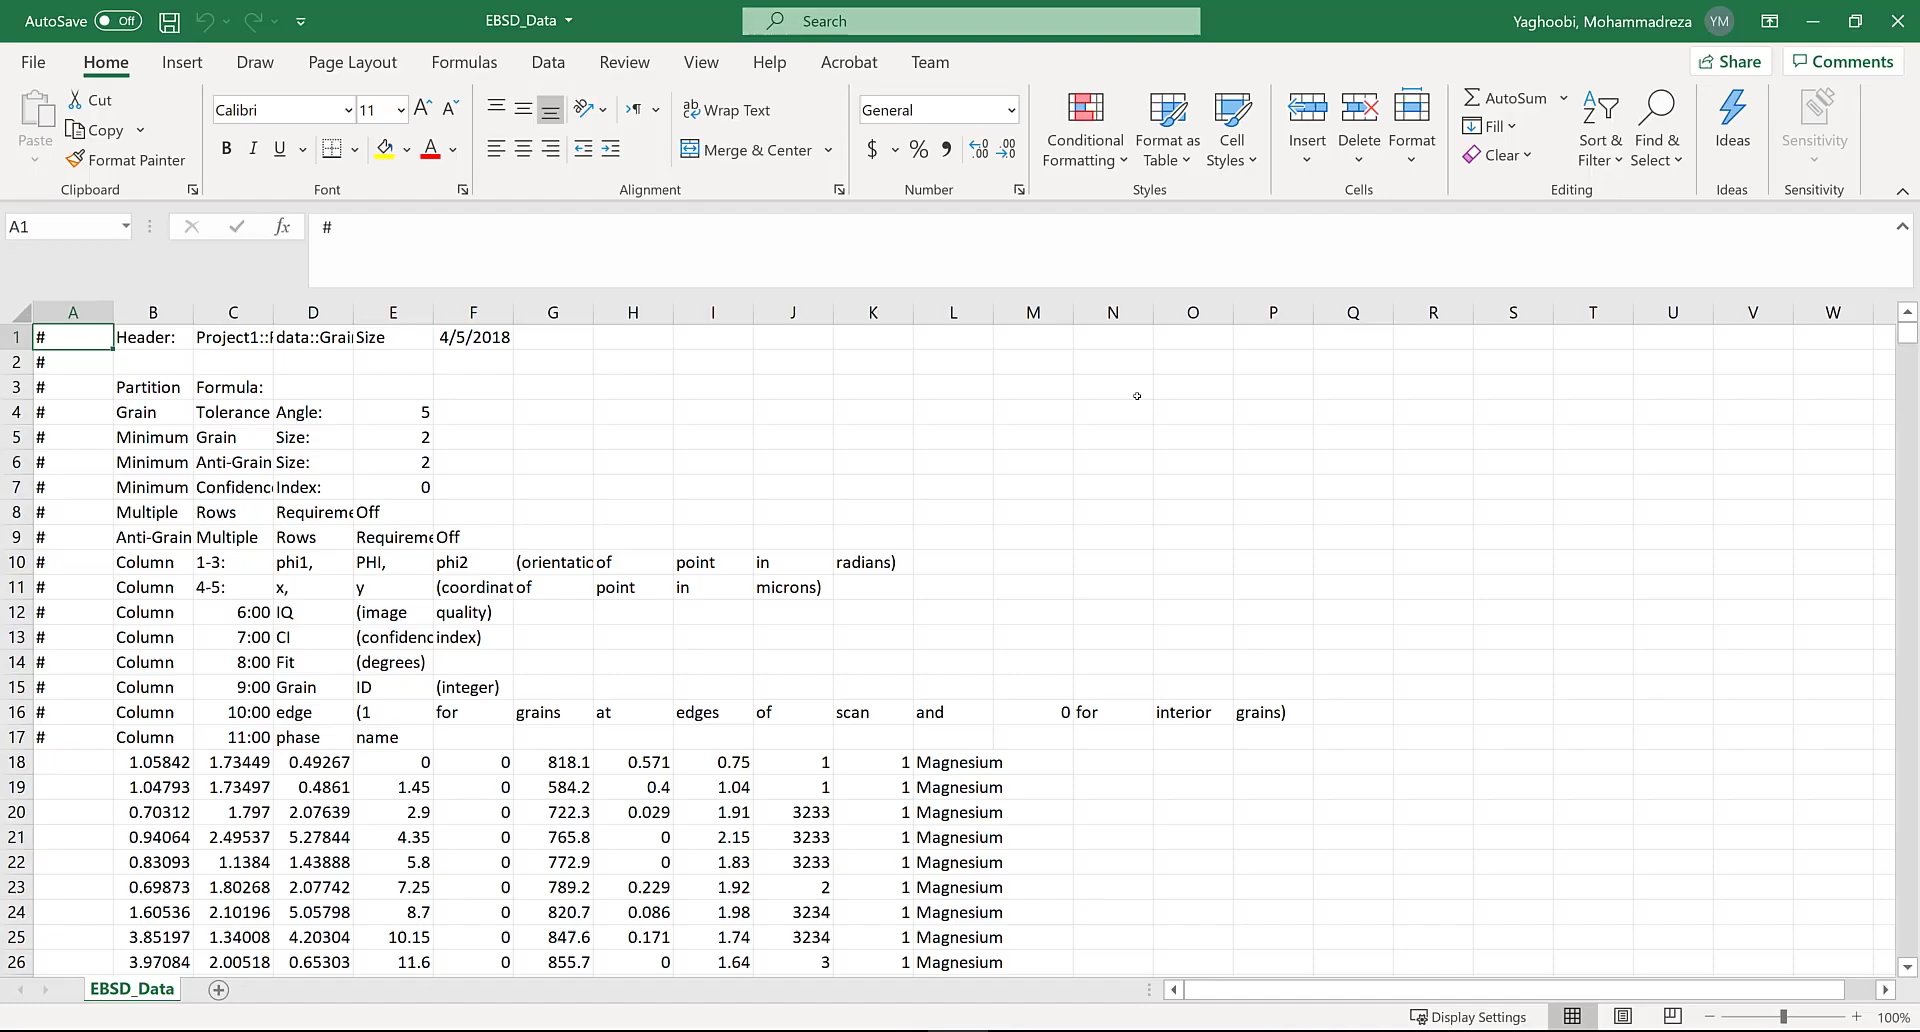 AutoSave Off EBSD_Data Search Yaghoobi, Mohammadreza YM
File Home Insert Draw Page Layout Formulas Data Review View Help Acrobat Team Share Comments
Paste Cut Copy Format Painter Clipboard
Calibri 11 A^ A B I U A Font
ab Wrap Text Merge & Center Alignment
General $ % , .00 .00 Number
Conditional Formatting Format as Table Cell Styles Styles
Insert Delete Format Cells
AutoSum Fill Clear Sort & Filter Find & Select Editing
Ideas Ideas
Sensitivity Sensitivity
A1 fx #
A B C D E F G H I J K L M N O P Q R S T U V W
1 # Header: Project1::F data::Grai Size 4/5/2018
2 #
3 # Partition Formula:
4 # Grain Tolerance Angle: 5
5 # Minimum Grain Size: 2
6 # Minimum Anti-Grain Size: 2
7 # Minimum Confidenc Index: 0
8 # Multiple Rows Requireme Off
9 # Anti-Grain Multiple Rows Requireme Off
10 # Column 1-3: phi1, PHI, phi2 (orientatic of point in radians)
11 # Column 4-5: x, y (coordinat of point in microns)
12 # Column 6:00 IQ (image quality)
13 # Column 7:00 CI (confidenc index)
14 # Column 8:00 Fit (degrees)
15 # Column 9:00 Grain ID (integer)
16 # Column 10:00 edge (1 for grains at edges of scan and 0 for interior grains)
17 # Column 11:00 phase name
18 1.05842 1.73449 0.49267 0 0 818.1 0.571 0.75 1 1 Magnesium
19 1.04793 1.73497 0.4861 1.45 0 584.2 0.4 1.04 1 1 Magnesium
20 0.70312 1.797 2.07639 2.9 0 722.3 0.029 1.91 3233 1 Magnesium
21 0.94064 2.49537 5.27844 4.35 0 765.8 0 2.15 3233 1 Magnesium
22 0.83093 1.1384 1.43888 5.8 0 772.9 0 1.83 3233 1 Magnesium
23 0.69873 1.80268 2.07742 7.25 0 789.2 0.229 1.92 2 1 Magnesium
24 1.60536 2.10196 5.05798 8.7 0 820.7 0.086 1.98 3234 1 Magnesium
25 3.85197 1.34008 4.20304 10.15 0 847.6 0.171 1.74 3234 1 Magnesium
26 3.97084 2.00518 0.65303 11.6 0 855.7 0 1.64 3 1 Magnesium
EBSD_Data
Display Settings 100%